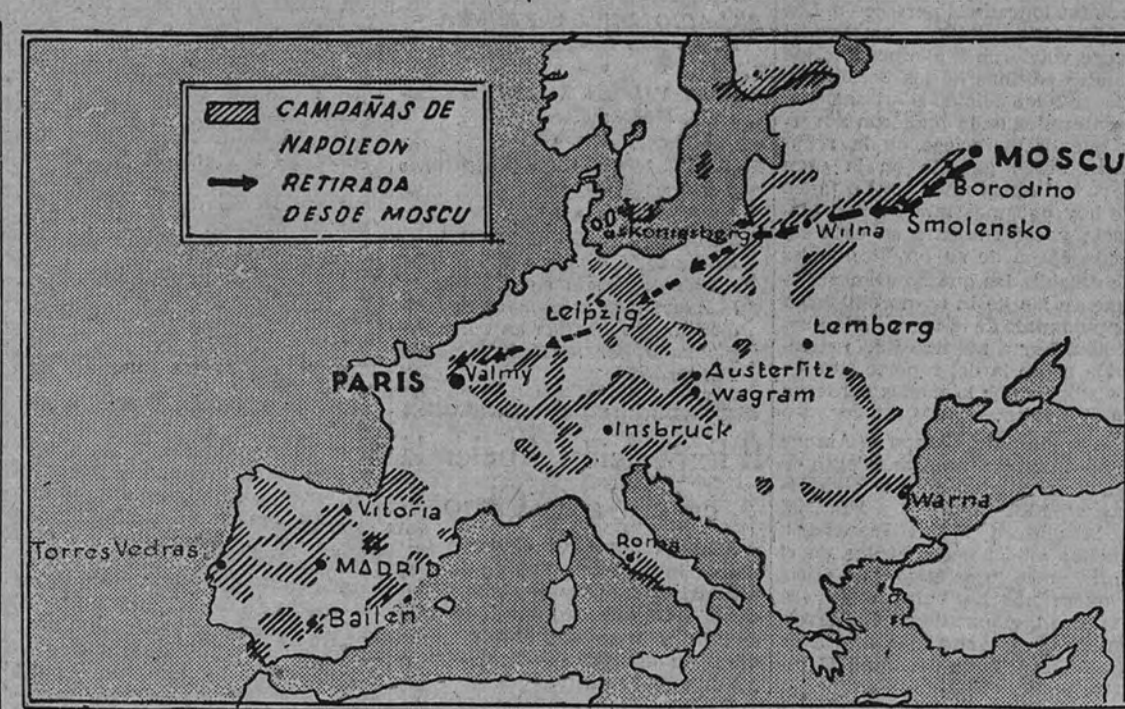 CAMPAÑAS DE
NAPOLEON
RETIRADA
DESDE MOSCU
MOSCU
Borodino
Smolensko
Wilna
Leipzig
Lemberg
PARIS
Valmy
Austerlitz
Wagram
Insbruck
Warna
Vitoria
Roma
Torres Vedras
MADRID
Bailen